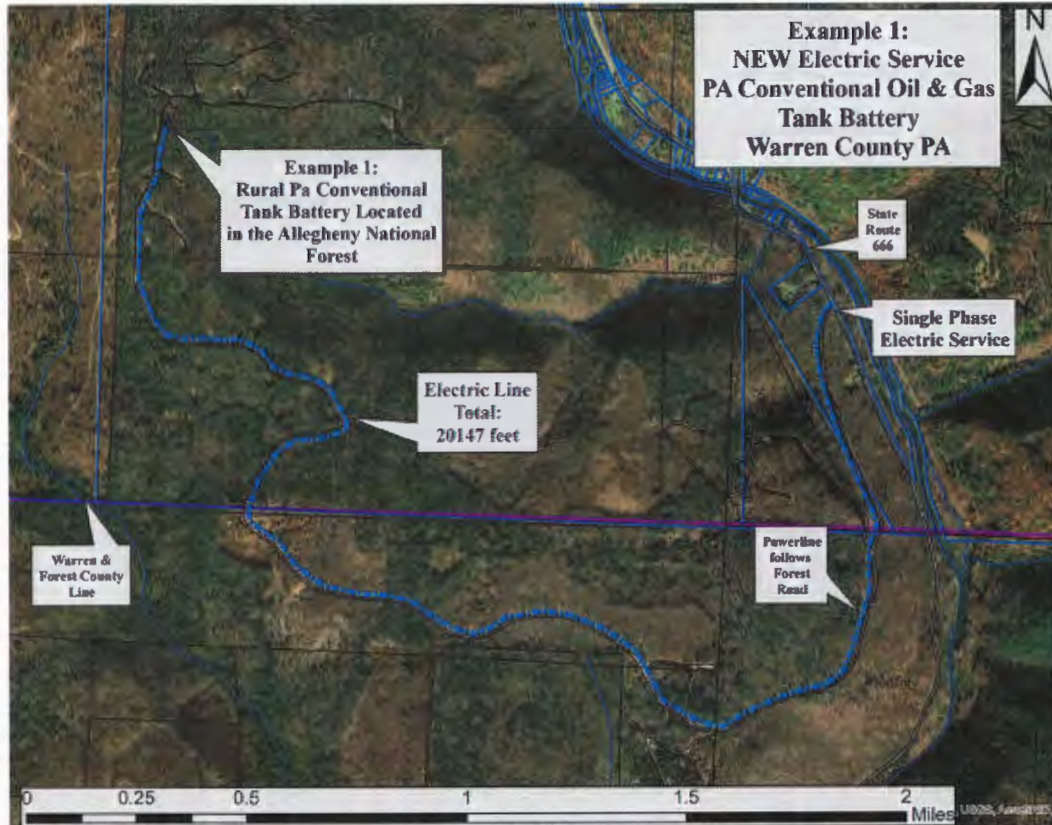 Example 1:
NEW Electric Service
PA Conventional Oil & Gas
Tank Battery
Warren County PA
N
Example 1:
Rural Pa Conventional
Tank Battery Located
in the Allegheny National
Forest
State
Route
666
Single Phase
Electric Service
Electric Line
Total:
20147 feet
Warren &
Forest County
Line
Powerline
follows
Forest
Road
0
0.25
0.5
1
1.5
2
Miles
USGS,